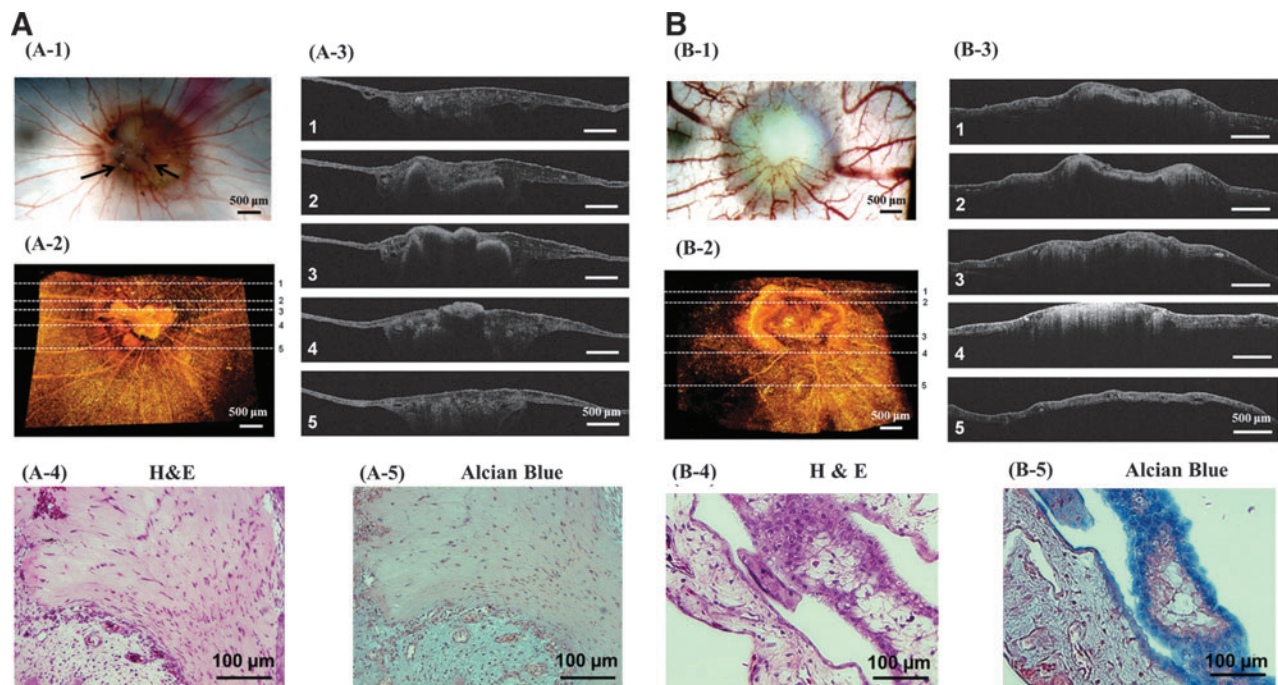 A
(A-1)
500 µm
(A-2)
1
2
3
4
5
500 µm
(A-3)
1
2
3
4
5
500 µm
(A-4)
H&E
100 µm
(A-5)
Alcian Blue
100 µm
B
(B-1)
500 µm
(B-2)
1
2
3
4
5
500 µm
(B-3)
1
2
3
4
5
500 µm
(B-4)
H & E
100 µm
(B-5)
Alcian Blue
100 µm